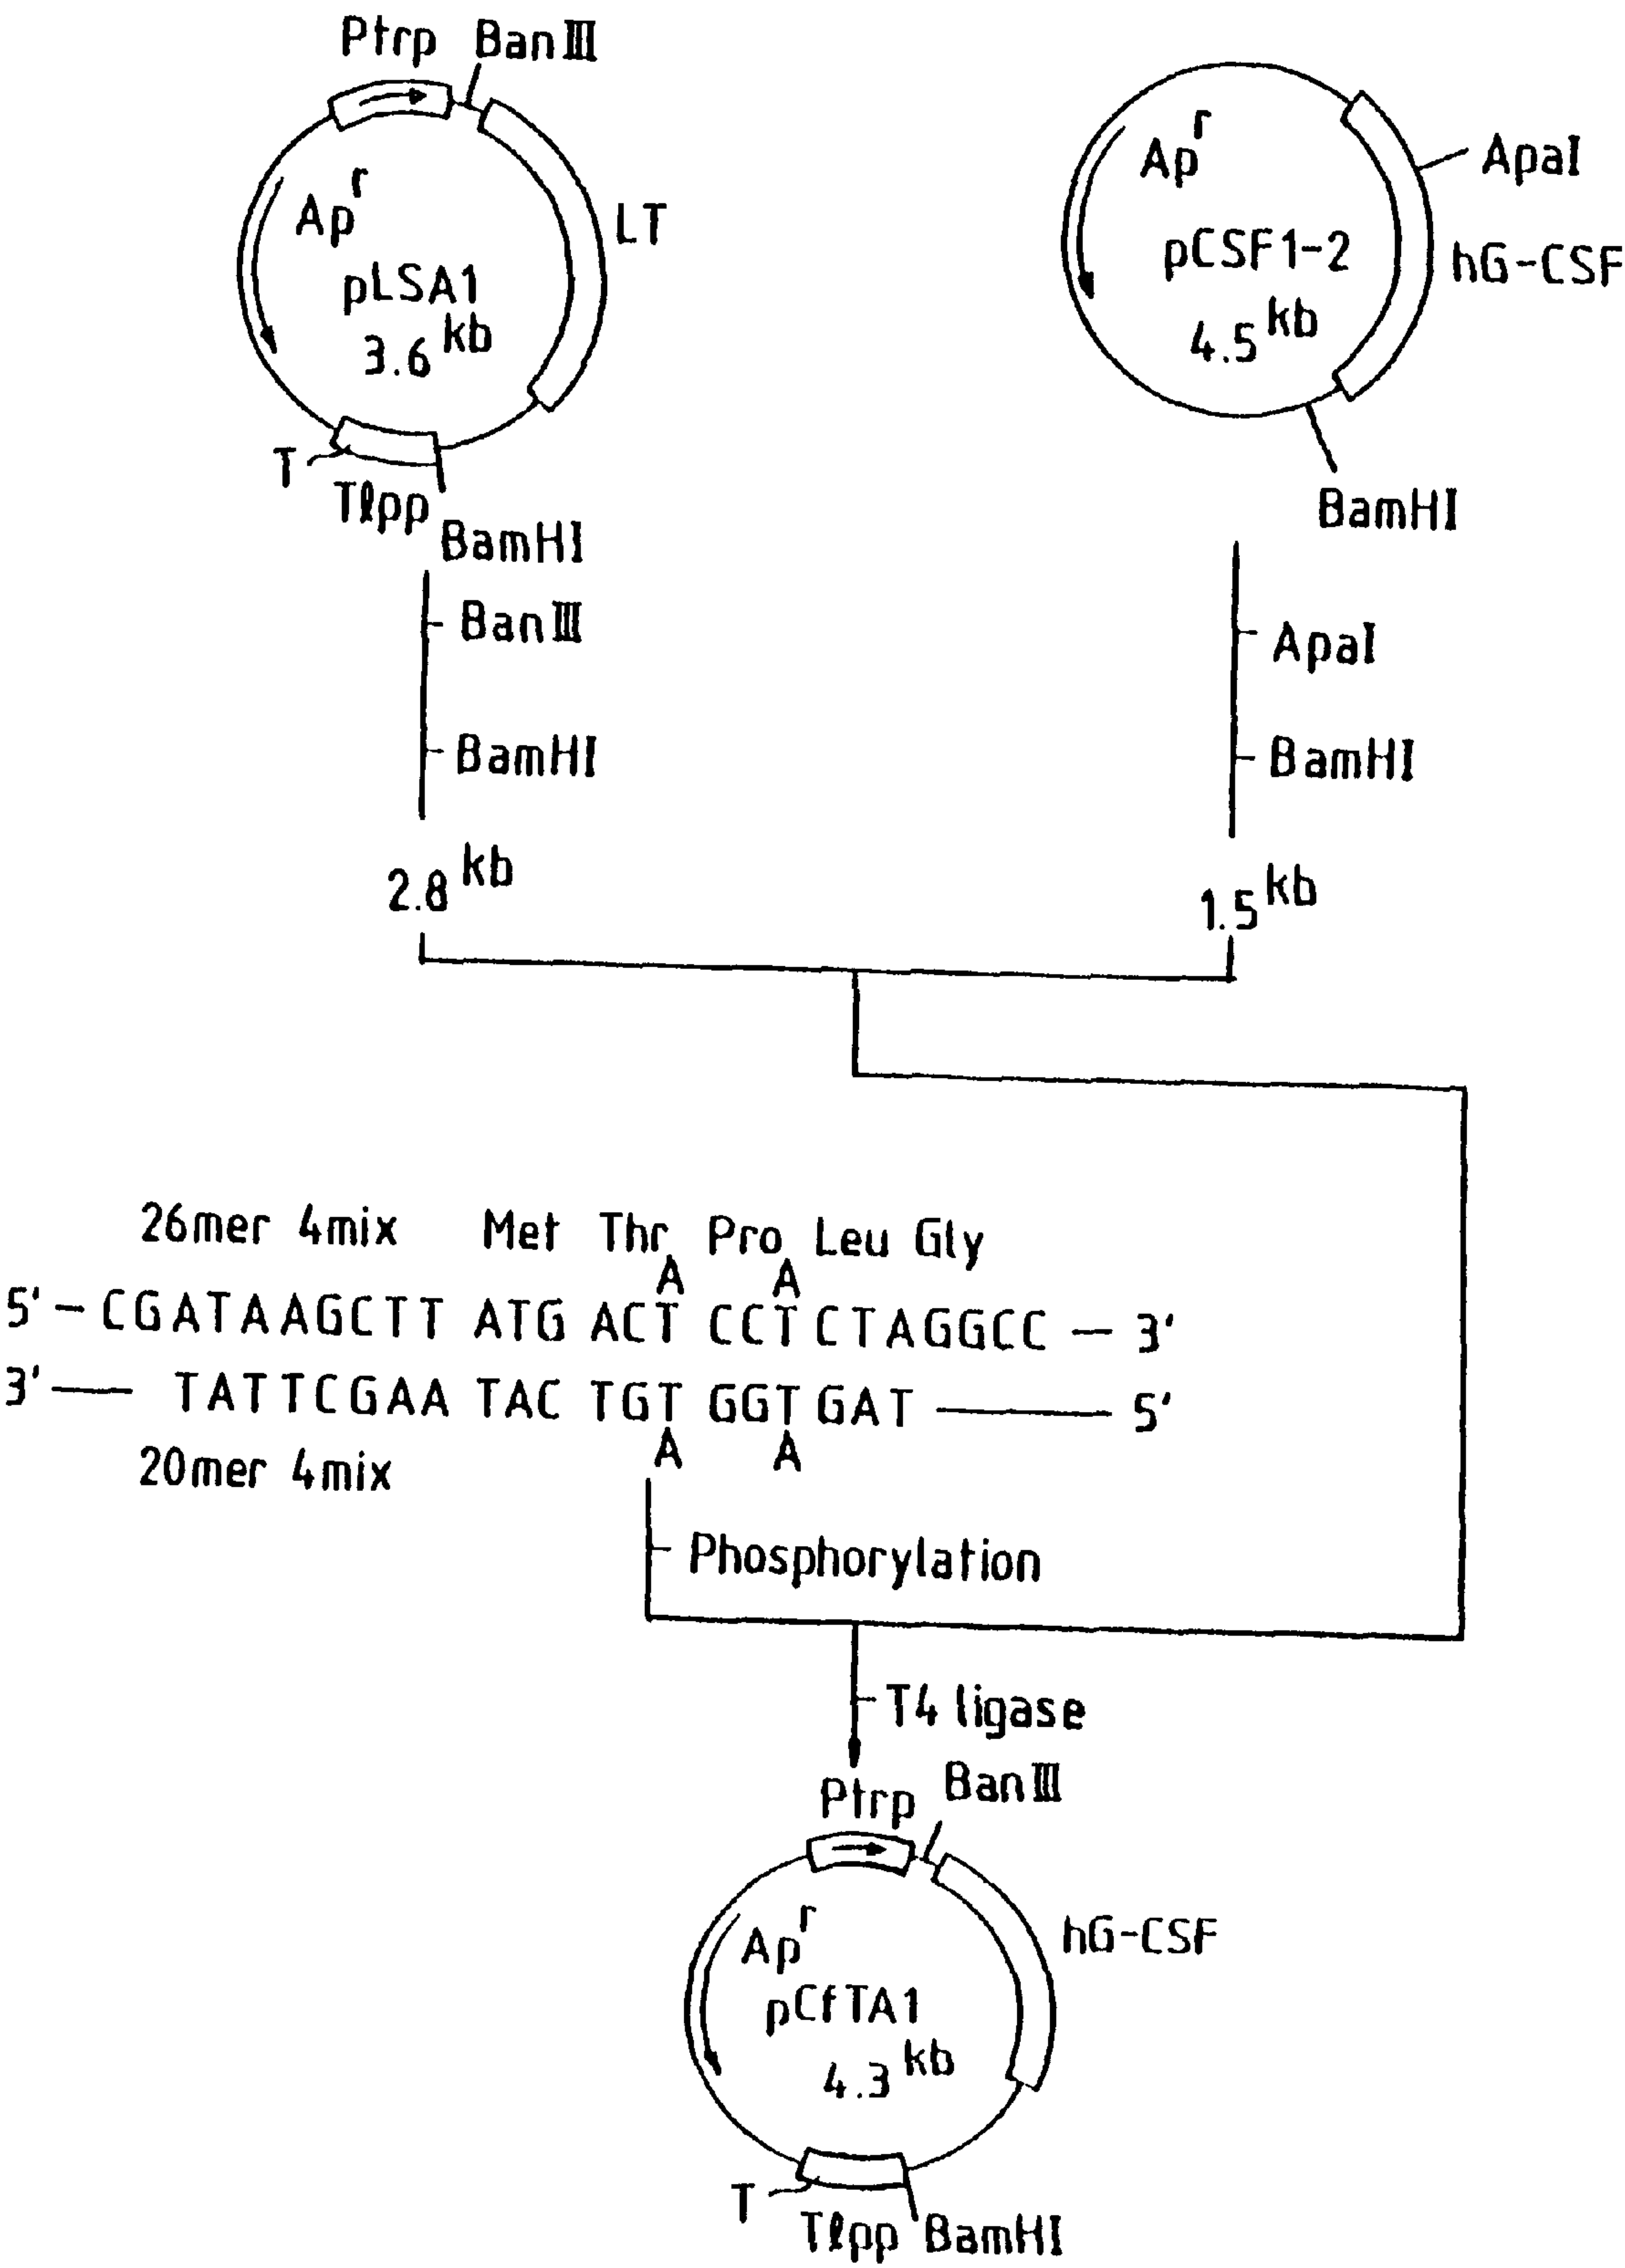 Ptrp BanIII
Ap^r
pLSA1
3.6 kb
LT
T
Tlpp
BamHI
Ap^r
pCSF1-2
4.5 kb
ApaI
hG-CSF
BamHI
BanIII
BamHI
2.8 kb
ApaI
BamHI
1.5 kb
26mer 4mix Met Thr Pro Leu Gly
A A
5'-CGATAAGCTT ATG ACT CCT CTAGGCC - 3'
3'— TATTCGAA TAC TGT GGT GAT — 5'
A A
20mer 4mix
Phosphorylation
T4 ligase
Ptrp BanIII
Ap^r
pCfTA1
4.3 kb
hG-CSF
T
Tlpp BamHI